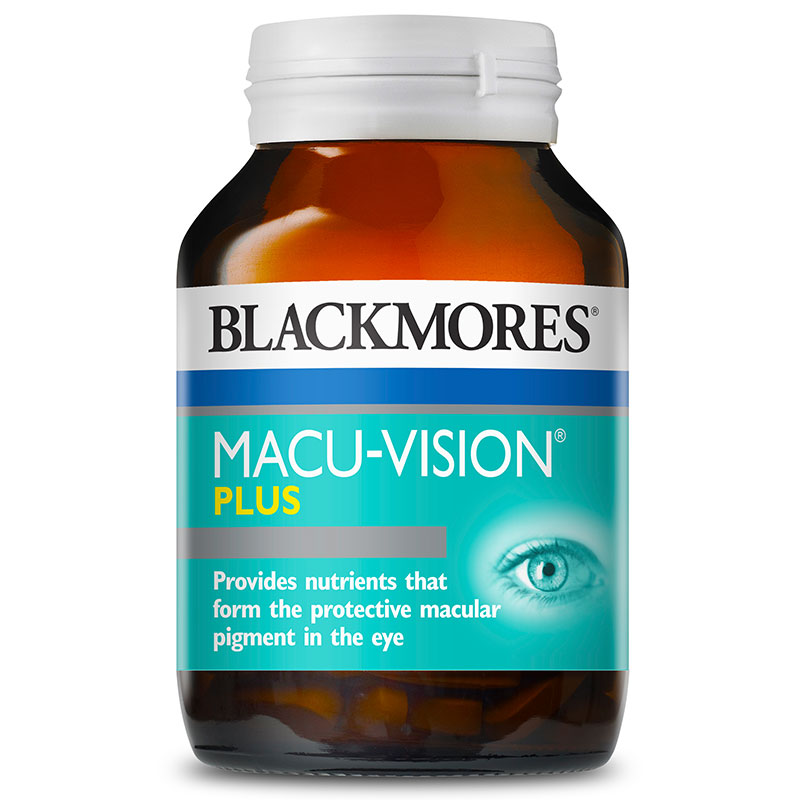 BLACKMORES®
MACU-VISION®
PLUS
Provides nutrients that
form the protective macular
pigment in the eye